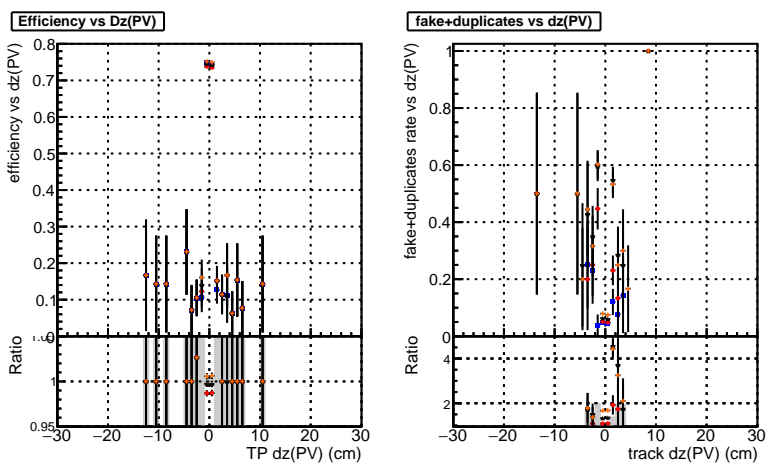 Efficiency vs Dz(PV)
efficiency vs dz(PV)
0.8
0.7
0.6
0.5
0.4
0.3
0.2
0.1
0
Ratio
1
0.95
−30 −20 −10 0 10 20 30
TP dz(PV) (cm)
fake+duplicates vs dz(PV)
fake+duplicates rate vs dz(PV)
1
0.8
0.6
0.4
0.2
0
Ratio
4
2
−30 −20 −10 0 10 20 30
track dz(PV) (cm)